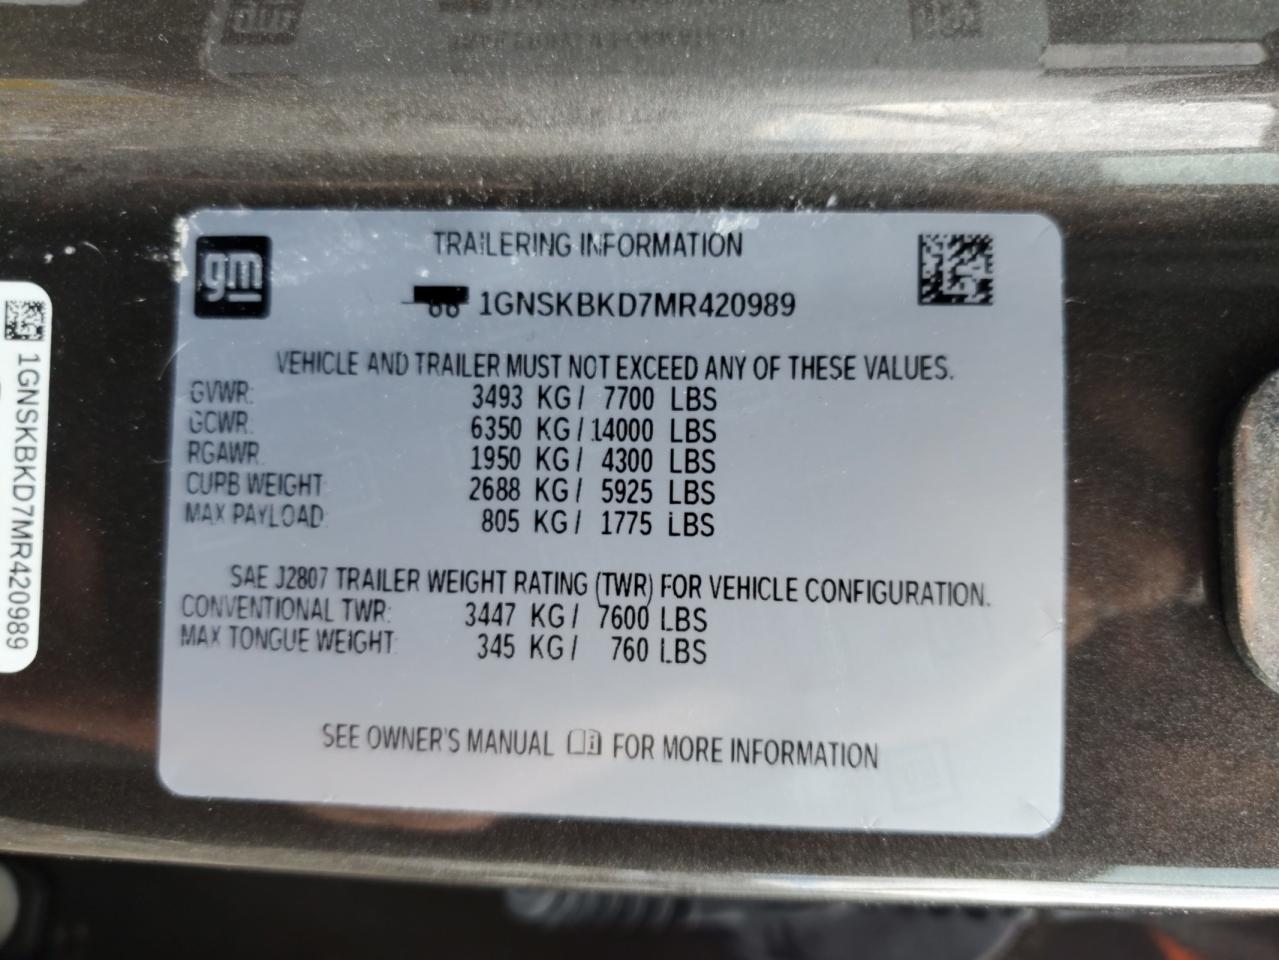 gm
TRAILERING INFORMATION
1GNSKBKD7MR420989
VEHICLE AND TRAILER MUST NOT EXCEED ANY OF THESE VALUES.
GVWR: 3493 KG / 7700 LBS
GCWR: 6350 KG / 14000 LBS
RGAWR: 1950 KG / 4300 LBS
CURB WEIGHT: 2688 KG / 5925 LBS
MAX PAYLOAD: 805 KG / 1775 LBS
SAE J2807 TRAILER WEIGHT RATING (TWR) FOR VEHICLE CONFIGURATION.
CONVENTIONAL TWR: 3447 KG / 7600 LBS
MAX TONGUE WEIGHT: 345 KG / 760 LBS
SEE OWNER'S MANUAL FOR MORE INFORMATION
1GNSKBKD7MR420989